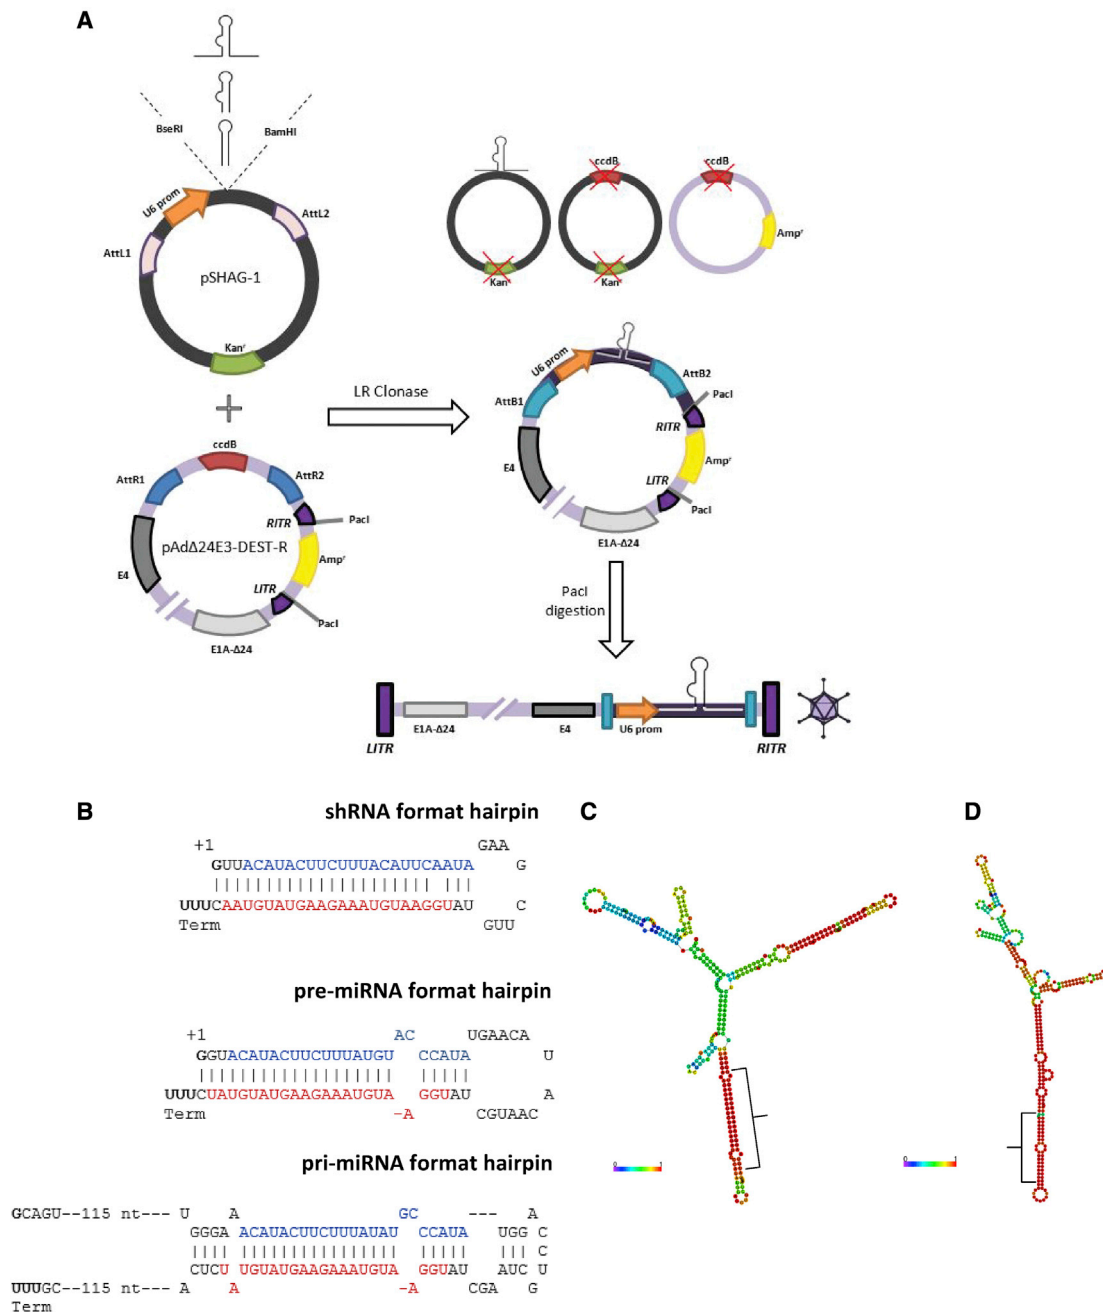 A
BseRI
BamHI
U6 prom
AttL2
AttL1
pSHAG-1
Kanʳ
ccdB
ccdB
Kanʳ
Kanʳ
Ampʳ
LR Clonase
U6 prom
AttB1
AttB2
PacI
RITR
E4
Ampʳ
LITR
PacI
E1A-Δ24
ccdB
AttR1
AttR2
RITR
PacI
pAdΔ24E3-DEST-R
E4
Ampʳ
LITR
PacI
E1A-Δ24
PacI
digestion
LITR
E1A-Δ24
E4
U6 prom
RITR
B
shRNA format hairpin
+1 GAA
GUUACAUACUUCUUUACAUUCAAUA G
UUUCAAUGUAUGAAGAAAUGUAAGGUAU C
Term GUU
pre-miRNA format hairpin
+1 AC UGAACA
GGUACAUACUUCUUUAUGU CCAUA U
UUUCUAUGUAUGAAGAAAUGUA GGUAU A
Term -A CGUAAC
pri-miRNA format hairpin
GCAGU--115 nt--- U A GC --- A
GGGA ACAUACUUCUUUAUAU CCAUA UGG C
C
CUCU UGUAUGAAGAAAUGUA GGUAU AUC U
UUUGC--115 nt--- A A -A CGA G
Term
C
0 1
D
0 1